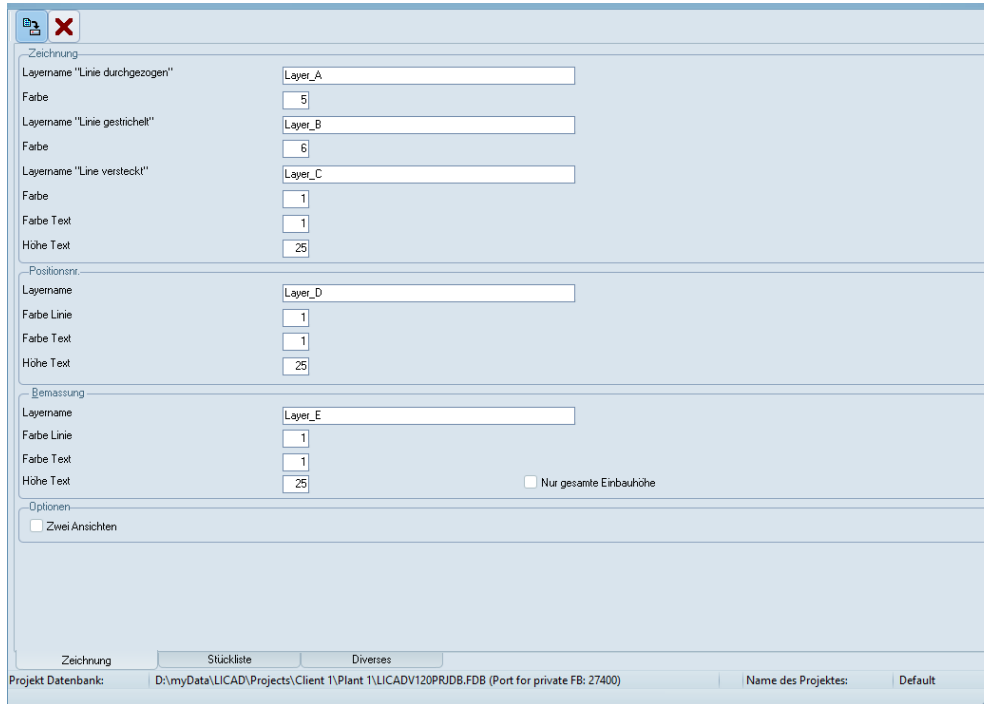 Zeichnung
Layername "Linie durchgezogen" Layer_A
Farbe 5
Layername "Linie gestrichelt" Layer_B
Farbe 6
Layername "Line versteckt" Layer_C
Farbe 1
Farbe Text 1
Höhe Text 25
Positionsnr.
Layername Layer_D
Farbe Linie 1
Farbe Text 1
Höhe Text 25
Bemassung
Layername Layer_E
Farbe Linie 1
Farbe Text 1
Höhe Text 25 Nur gesamte Einbauhöhe
Optionen
Zwei Ansichten
Zeichnung Stückliste Diverses
Projekt Datenbank: D:\myData\LICAD\Projects\Client 1\Plant 1\LICADV120PRJDB.FDB (Port for private FB: 27400) Name des Projektes: Default